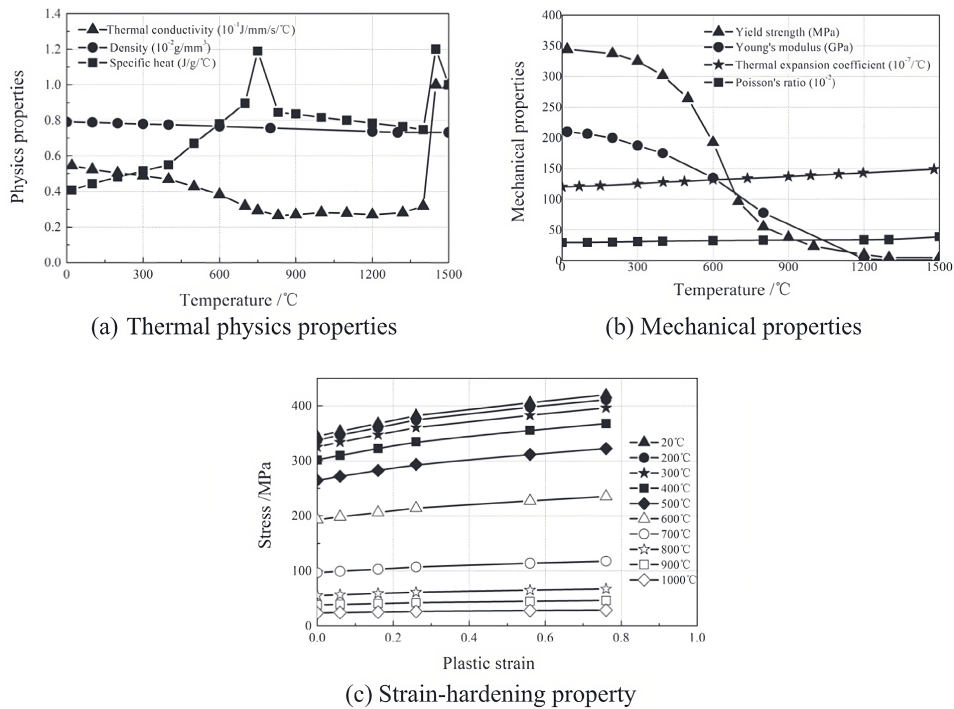 Thermal conductivity (10⁻¹J/mm/s/℃)
Density (10⁻²g/mm³)
Specific heat (J/g/℃)
Physics properties
1.4
1.2
1.0
0.8
0.6
0.4
0.2
0.0
0 300 600 900 1200 1500
Temperature /℃
(a) Thermal physics properties
Yield strength (MPa)
Young's modulus (GPa)
Thermal expansion coefficient (10⁻⁷/℃)
Poisson's ratio (10⁻²)
Mechanical properties
400
350
300
250
200
150
100
50
0
0 300 600 900 1200 1500
Temperature /℃
(b) Mechanical properties
Stress /MPa
400
300
200
100
0
0.0 0.2 0.4 0.6 0.8 1.0
20℃
200℃
300℃
400℃
500℃
600℃
700℃
800℃
900℃
1000℃
Plastic strain
(c) Strain-hardening property